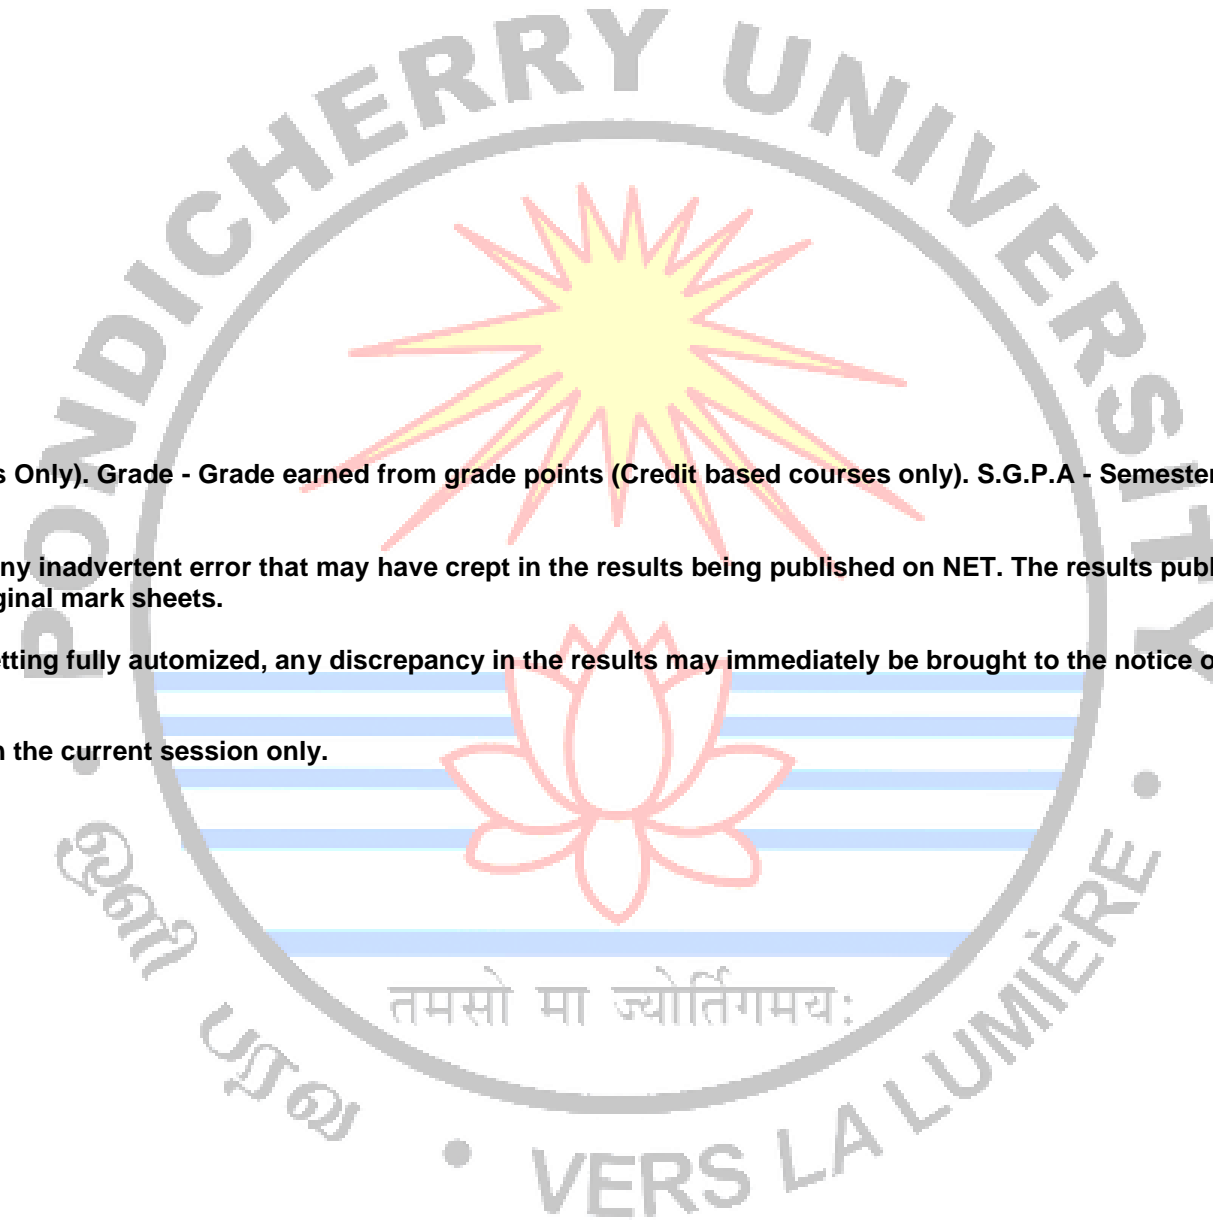 PONDICHERRY UNIVERSITY
s Only). Grade - Grade earned from grade points (Credit based courses only). S.G.P.A - Semester
ny inadvertent error that may have crept in the results being published on NET. The results publ
ginal mark sheets.
tting fully automized, any discrepancy in the results may immediately be brought to the notice o
n the current session only.
तमसो मा ज्योर्तिगमय:
ஒளி பரவ
VERS LA LUMIÈRE